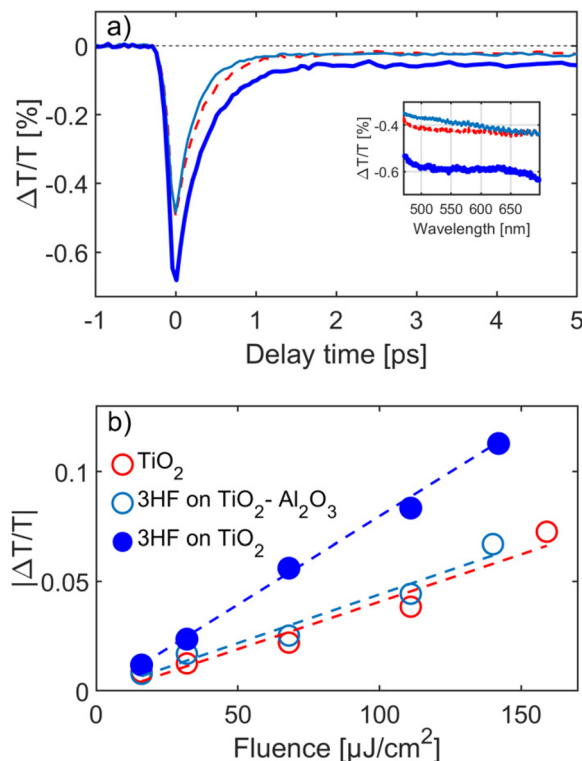 a)
0
-0.2
-0.4
-0.6
ΔT/T [%]
-0.4
-0.6
ΔT/T [%]
500 550 600 650
Wavelength [nm]
-1 0 1 2 3 4 5
Delay time [ps]
b)
TiO₂
3HF on TiO₂- Al₂O₃
3HF on TiO₂
0.1
0.05
0
|ΔT/T|
0 50 100 150
Fluence [μJ/cm²]